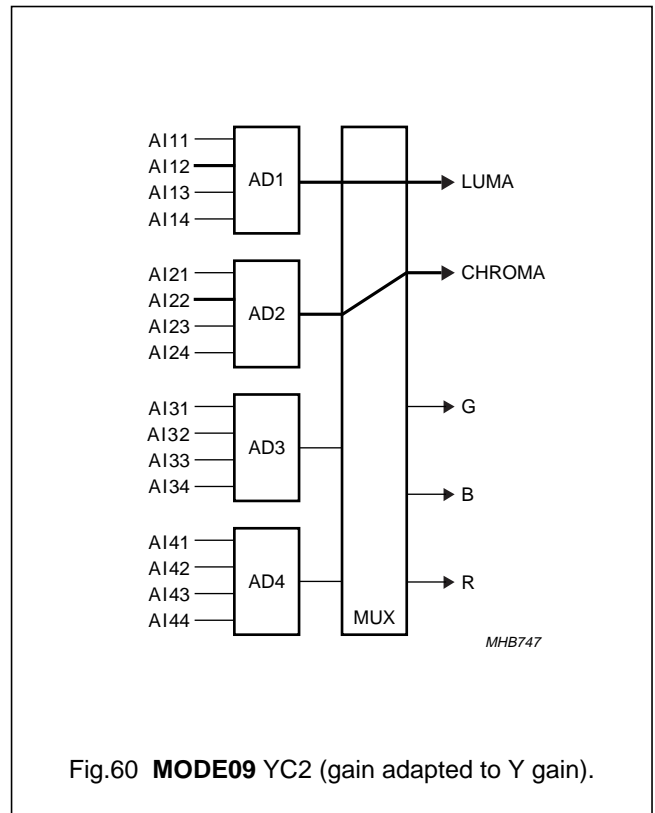 AI11
AI12
AI13
AI14
AD1
LUMA
AI21
AI22
AI23
AI24
AD2
CHROMA
AI31
AI32
AI33
AI34
AD3
G
B
AI41
AI42
AI43
AI44
AD4
R
MUX
MHB747
Fig.60 MODE09 YC2 (gain adapted to Y gain).